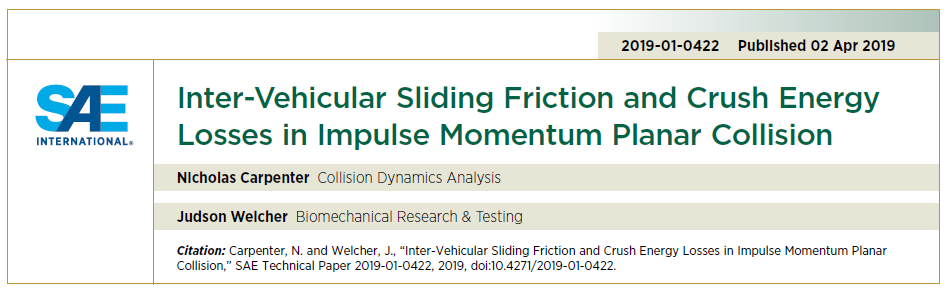 2019-01-0422 Published 02 Apr 2019
SAE
INTERNATIONAL®
Inter-Vehicular Sliding Friction and Crush Energy
Losses in Impulse Momentum Planar Collision
Nicholas Carpenter Collision Dynamics Analysis
Judson Welcher Biomechanical Research & Testing
Citation: Carpenter, N. and Welcher, J., “Inter-Vehicular Sliding Friction and Crush Energy Losses in Impulse Momentum Planar
Collision,” SAE Technical Paper 2019-01-0422, 2019, doi:10.4271/2019-01-0422.